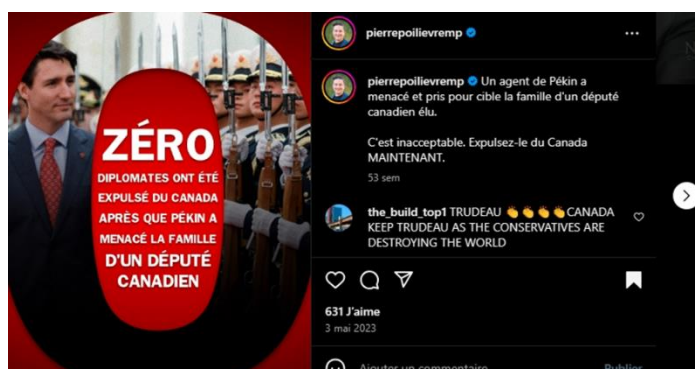 ZÉRO
DIPLOMATES ONT ÉTÉ
EXPULSÉ DU CANADA
APRÈS QUE PÉKIN A
MENACÉ LA FAMILLE
D'UN DÉPUTÉ
CANADIEN
pierrepoilievremp
pierrepoilievremp Un agent de Pékin a
menacé et pris pour cible la famille d'un député
canadien élu.
C'est inacceptable. Expulsez-le du Canada
MAINTENANT.
53 sem
the_build_top1 TRUDEAU 👏👏👏👏CANADA
KEEP TRUDEAU AS THE CONSERVATIVES ARE
DESTROYING THE WORLD
631 J'aime
3 mai 2023
Ajouter un commentaire
Publier